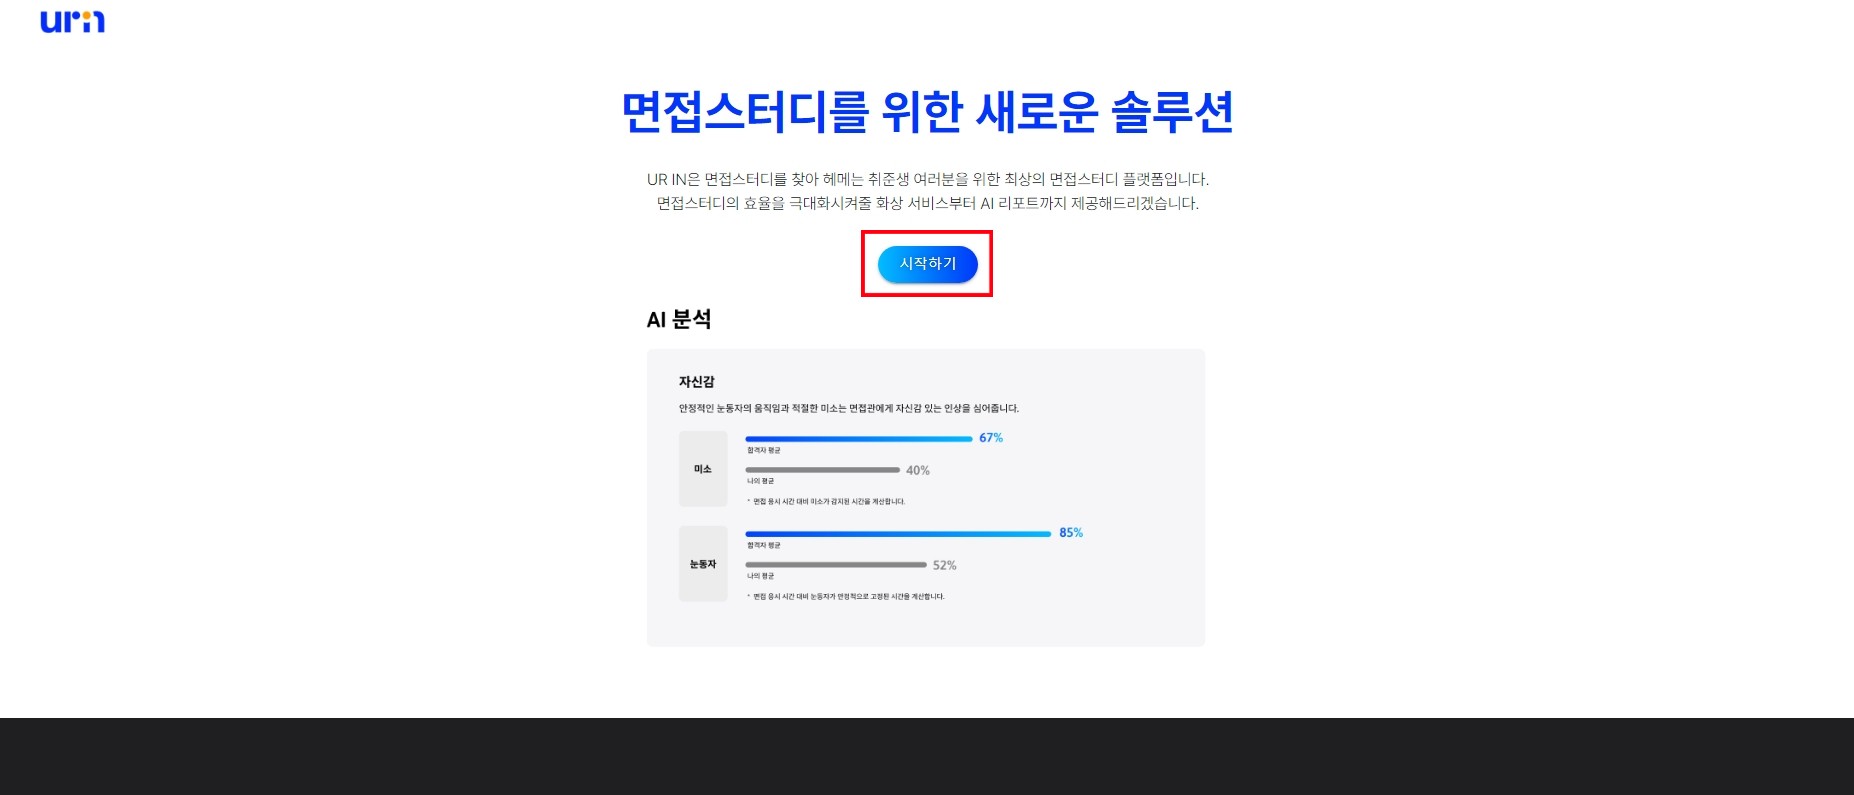 urin
면접스터디를 위한 새로운 솔루션
UR IN은 면접스터디를 찾아 헤메는 취준생 여러분을 위한 최상의 면접스터디 플랫폼입니다.
면접스터디의 효율을 극대화시켜줄 화상 서비스부터 AI 리포트까지 제공해드리겠습니다.
시작하기
AI 분석
자신감
안정적인 눈동자의 움직임과 적절한 미소는 면접관에게 자신감 있는 인상을 심어줍니다.
미소
67%
합격자 평균
40%
나의 평균
* 면접 응시 시간 대비 미소가 감지된 시간을 계산합니다.
눈동자
85%
합격자 평균
52%
나의 평균
* 면접 응시 시간 대비 눈동자가 안정적으로 고정된 시간을 계산합니다.